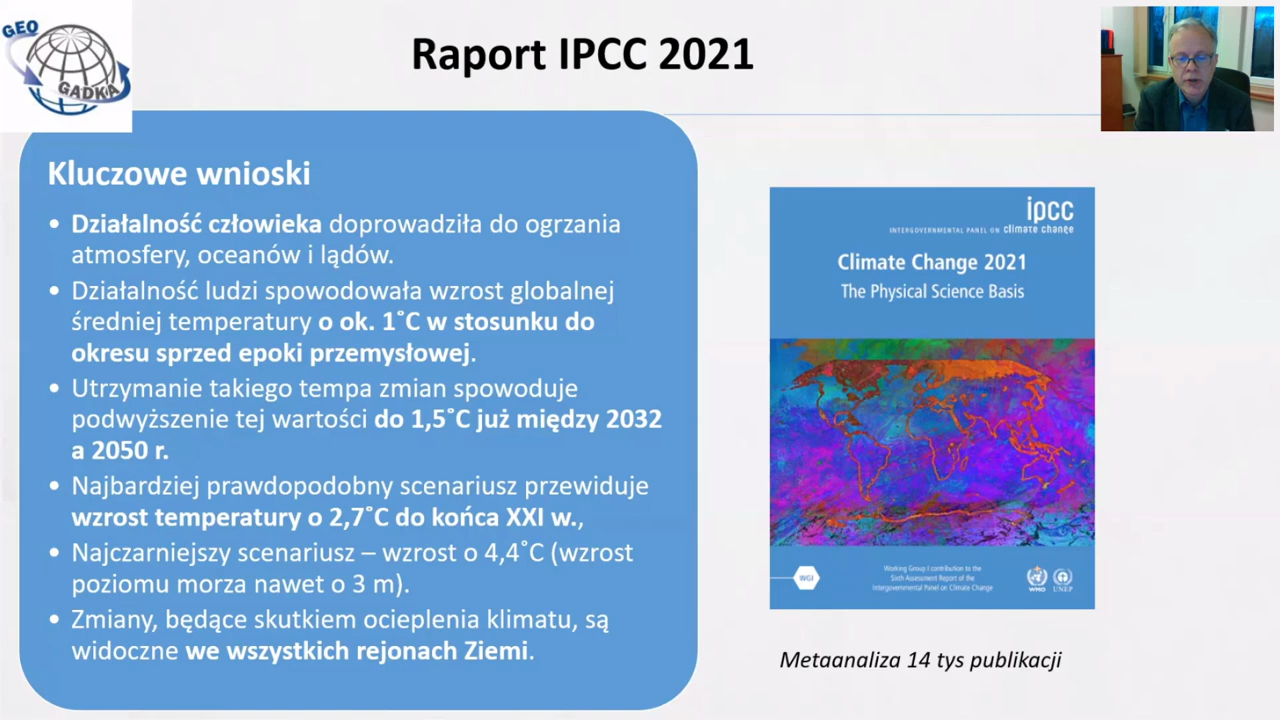 GEO
GADKA
Raport IPCC 2021
Kluczowe wnioski
• Działalność człowieka doprowadziła do ogrzania
atmosfery, oceanów i lądów.
• Działalność ludzi spowodowała wzrost globalnej
średniej temperatury o ok. 1˚C w stosunku do
okresu sprzed epoki przemysłowej.
• Utrzymanie takiego tempa zmian spowoduje
podwyższenie tej wartości do 1,5˚C już między 2032
a 2050 r.
• Najbardziej prawdopodobny scenariusz przewiduje
wzrost temperatury o 2,7˚C do końca XXI w.,
• Najczarniejszy scenariusz – wzrost o 4,4˚C (wzrost
poziomu morza nawet o 3 m).
• Zmiany, będące skutkiem ocieplenia klimatu, są
widoczne we wszystkich rejonach Ziemi.
ipcc
INTERGOVERNMENTAL PANEL ON climate change
Climate Change 2021
The Physical Science Basis
WGI
Working Group I contribution to the
Sixth Assessment Report of the
Intergovernmental Panel on Climate Change
WMO UNEP
Metaanaliza 14 tys publikacji